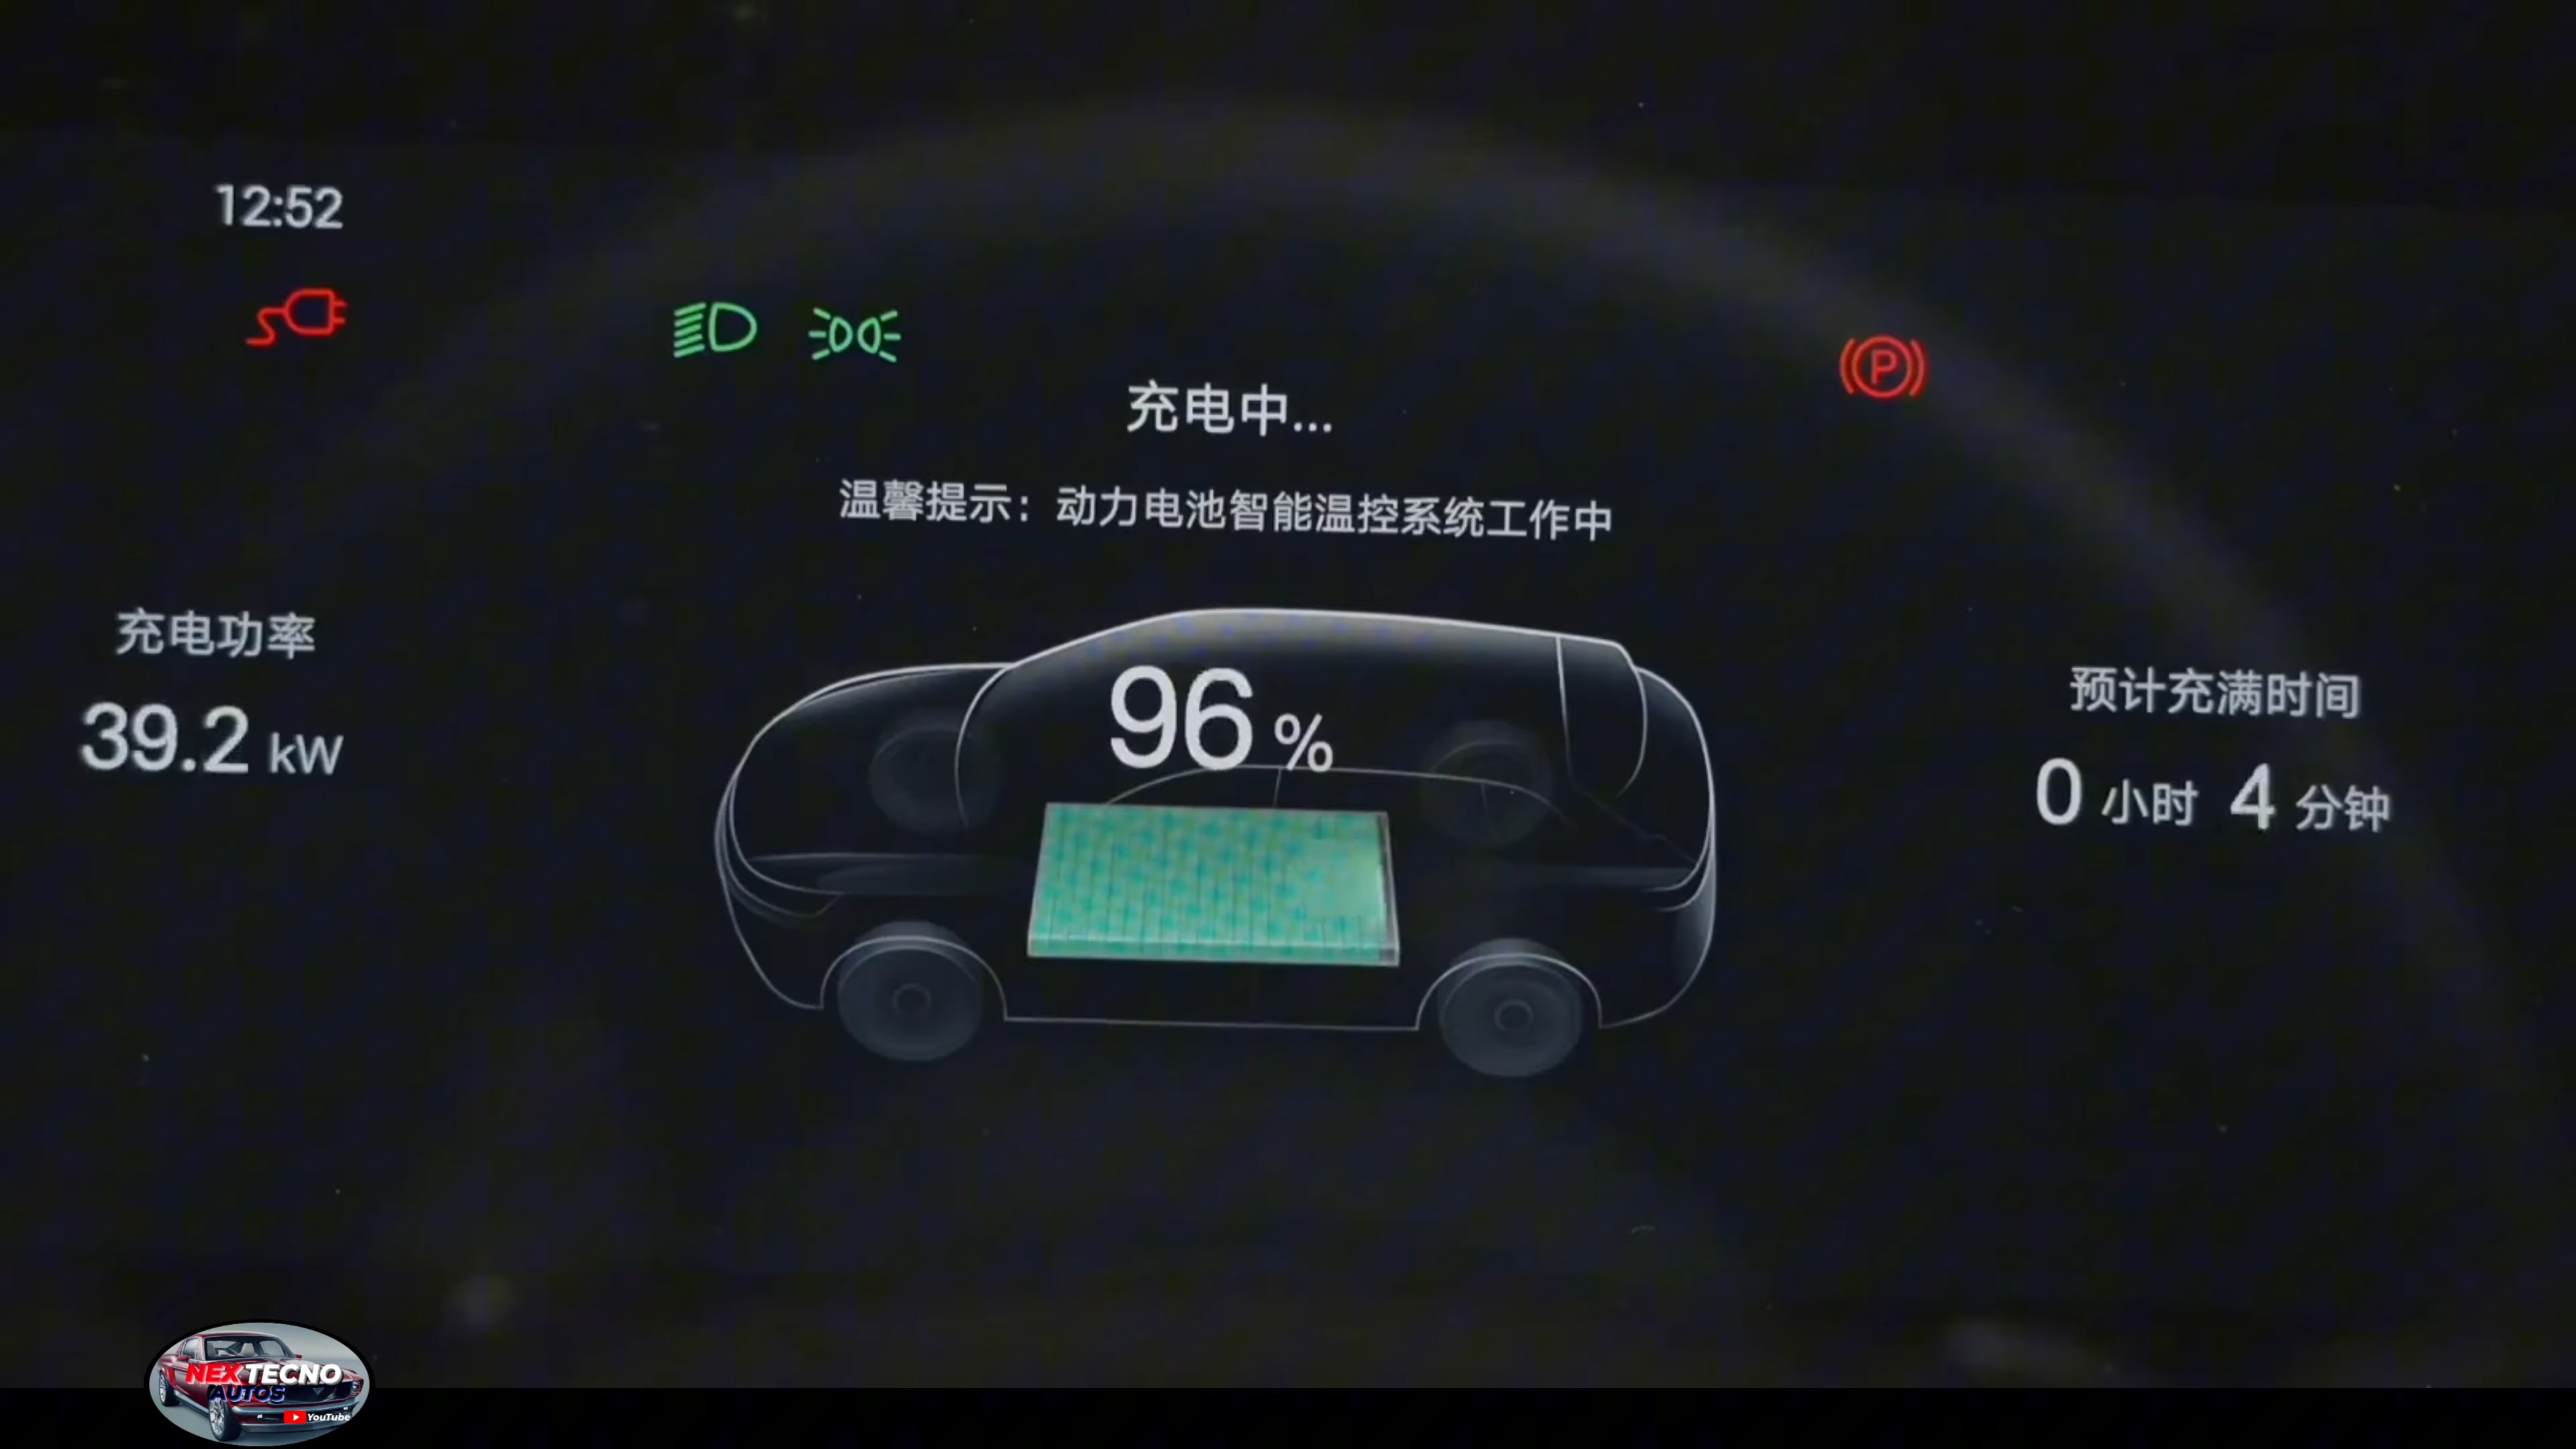 12:52
充电中...
温馨提示：动力电池智能温控系统工作中
充电功率
39.2 kW
96 %
预计充满时间
0 小时 4 分钟
NEXTECNO
AUTOS
YouTube